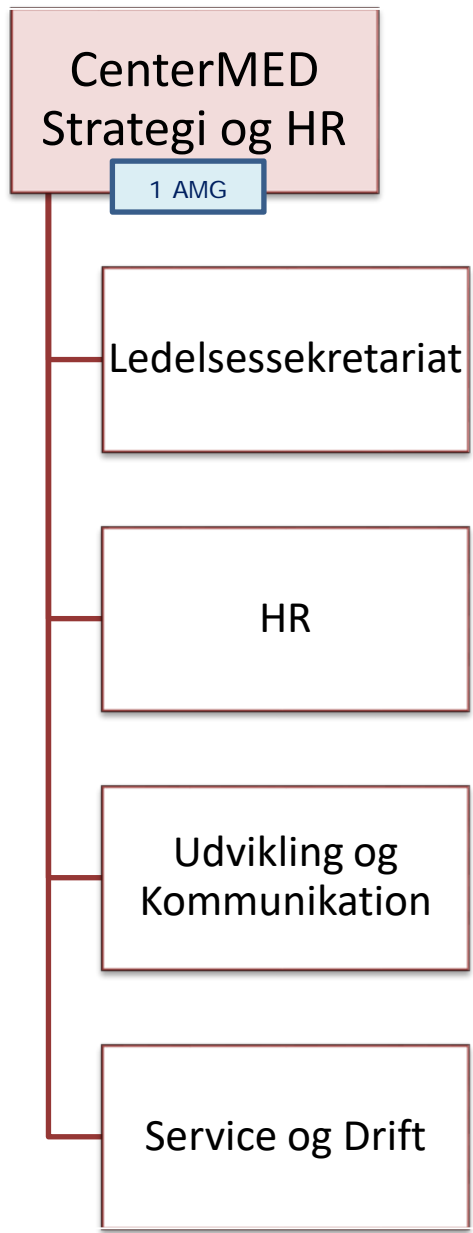 CenterMED
Strategi og HR
1 AMG
Ledelsessekretariat
HR
Udvikling og
Kommunikation
Service og Drift